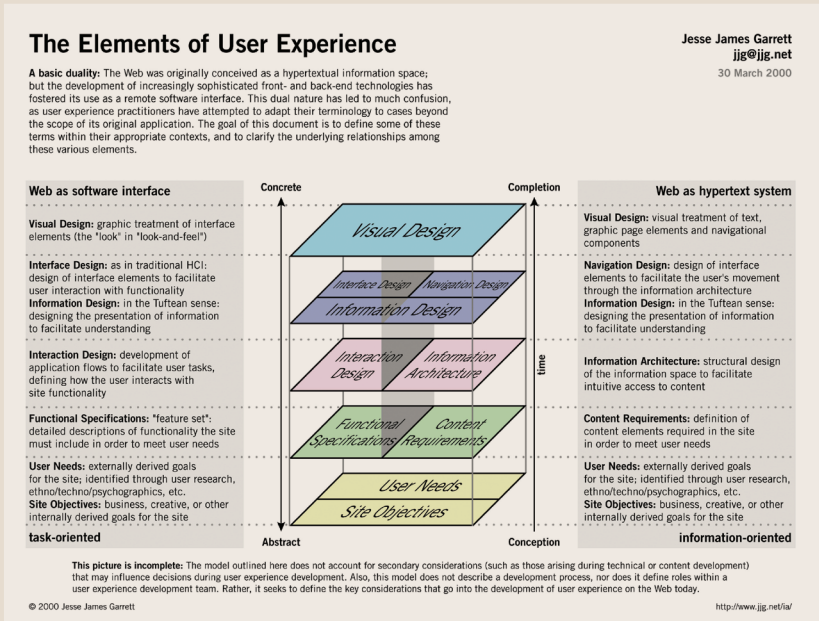 The Elements of User Experience
Jesse James Garrett
jjg@jjg.net
30 March 2000
A basic duality: The Web was originally conceived as a hypertextual information space;
but the development of increasingly sophisticated front- and back-end technologies has
fostered its use as a remote software interface. This dual nature has led to much confusion,
as user experience practitioners have attempted to adapt their terminology to cases beyond
the scope of its original application. The goal of this document is to define some of these
terms within their appropriate contexts, and to clarify the underlying relationships among
these various elements.
Web as software interface
Visual Design: graphic treatment of interface
elements (the "look" in "look-and-feel")
Interface Design: as in traditional HCI:
design of interface elements to facilitate
user interaction with functionality
Information Design: in the Tuftean sense:
designing the presentation of information
to facilitate understanding
Interaction Design: development of
application flows to facilitate user tasks,
defining how the user interacts with
site functionality
Functional Specifications: "feature set":
detailed descriptions of functionality the site
must include in order to meet user needs
User Needs: externally derived goals
for the site; identified through user research,
ethno/techno/psychographics, etc.
Site Objectives: business, creative, or other
internally derived goals for the site
task-oriented
Concrete
Completion
Visual Design
Interface Design
Navigation Design
Information Design
Interaction
Design
Information
Architecture
Functional
Specifications
Content
Requirements
User Needs
Site Objectives
time
Abstract
Conception
Web as hypertext system
Visual Design: visual treatment of text,
graphic page elements and navigational
components
Navigation Design: design of interface
elements to facilitate the user's movement
through the information architecture
Information Design: in the Tuftean sense:
designing the presentation of information
to facilitate understanding
Information Architecture: structural design
of the information space to facilitate
intuitive access to content
Content Requirements: definition of
content elements required in the site
in order to meet user needs
User Needs: externally derived goals
for the site; identified through user research,
ethno/techno/psychographics, etc.
Site Objectives: business, creative, or other
internally derived goals for the site
information-oriented
This picture is incomplete: The model outlined here does not account for secondary considerations (such as those arising during technical or content development)
that may influence decisions during user experience development. Also, this model does not describe a development process, nor does it define roles within a
user experience development team. Rather, it seeks to define the key considerations that go into the development of user experience on the Web today.
© 2000 Jesse James Garrett
http://www.jjg.net/ia/